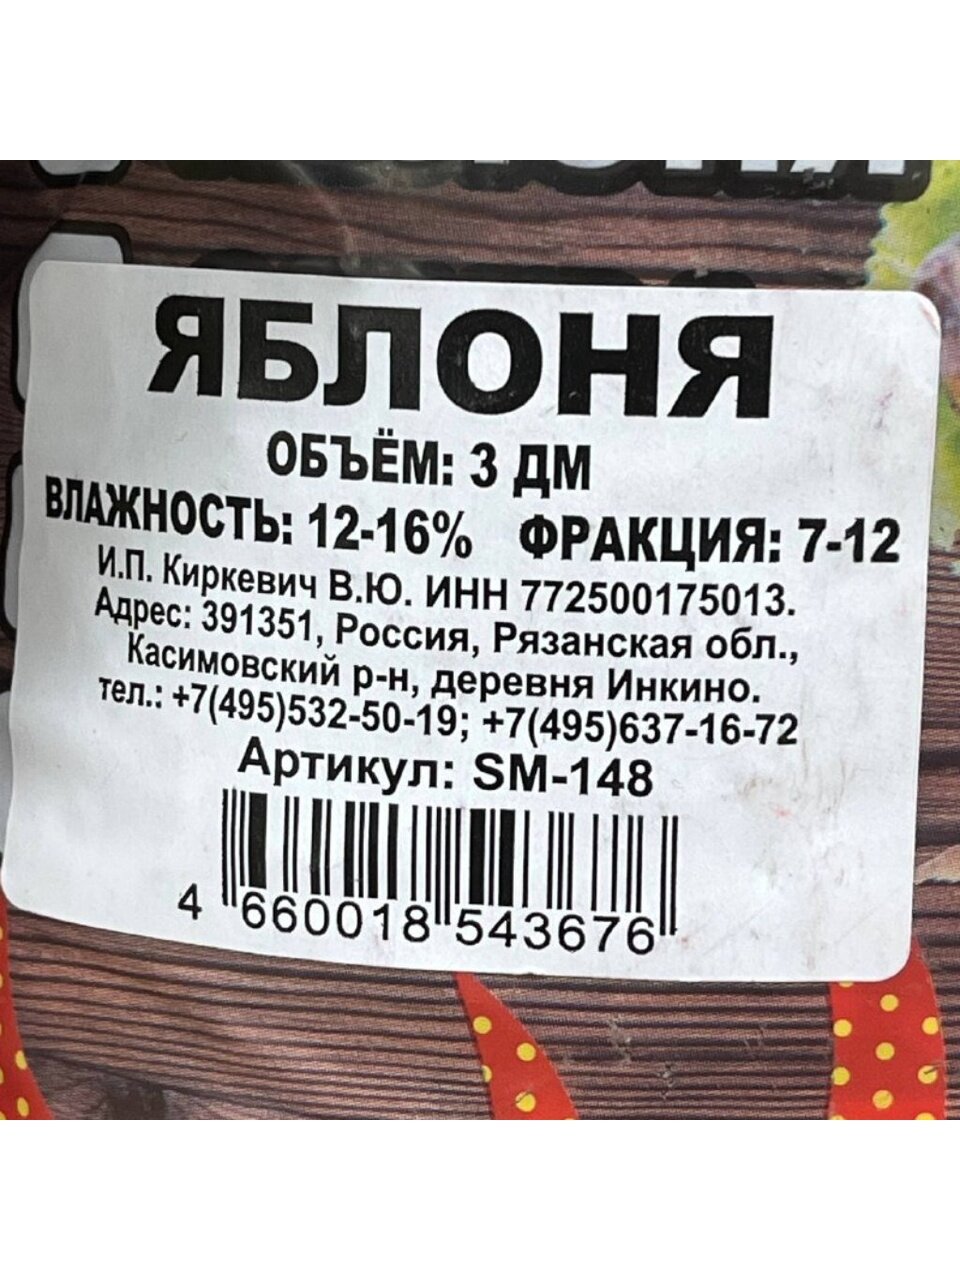 ЯБЛОНЯ
ОБЪЁМ: 3 ДМ
ВЛАЖНОСТЬ: 12-16% ФРАКЦИЯ: 7-12
И.П. Киркевич В.Ю. ИНН 772500175013.
Адрес: 391351, Россия, Рязанская обл.,
Касимовский р-н, деревня Инкино.
тел.: +7(495)532-50-19; +7(495)637-16-72
Артикул: SM-148
4 660018 543676